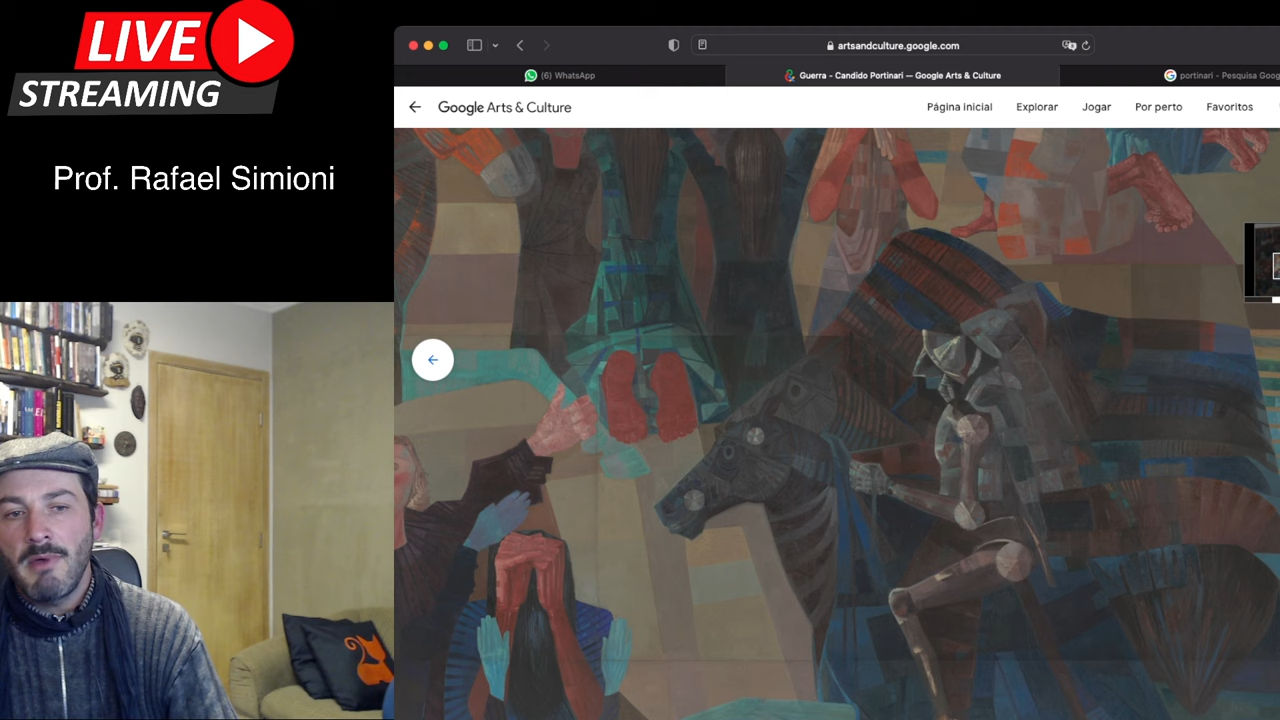 LIVE
STREAMING
Prof. Rafael Simioni
artsandculture.google.com
(6) WhatsApp
Guerra - Candido Portinari — Google Arts & Culture
portinari - Pesquisa Goog
Google Arts & Culture
Página inicial
Explorar
Jogar
Por perto
Favoritos